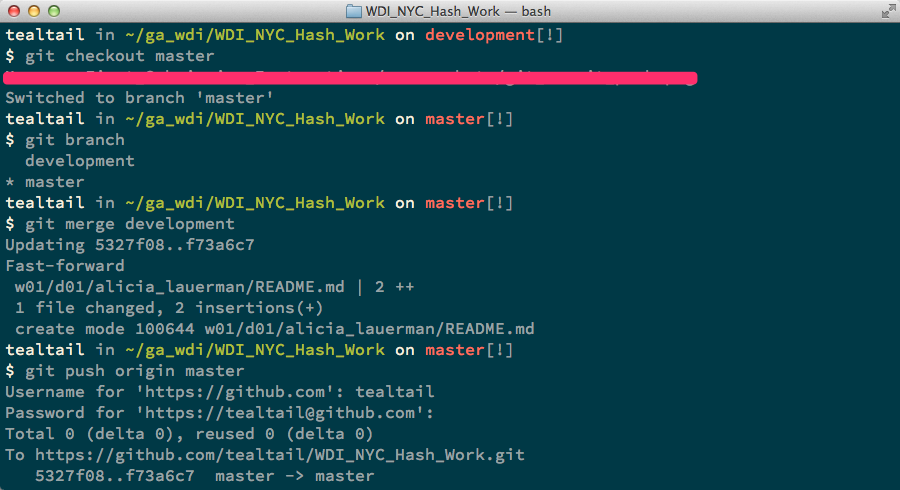 WDI_NYC_Hash_Work — bash
tealtail in ~/ga_wdi/WDI_NYC_Hash_Work on development[!]
$ git checkout master
Switched to branch 'master'
tealtail in ~/ga_wdi/WDI_NYC_Hash_Work on master[!]
$ git branch
  development
* master
tealtail in ~/ga_wdi/WDI_NYC_Hash_Work on master[!]
$ git merge development
Updating 5327f08..f73a6c7
Fast-forward
 w01/d01/alicia_lauerman/README.md | 2 ++
 1 file changed, 2 insertions(+)
 create mode 100644 w01/d01/alicia_lauerman/README.md
tealtail in ~/ga_wdi/WDI_NYC_Hash_Work on master[!]
$ git push origin master
Username for 'https://github.com': tealtail
Password for 'https://tealtail@github.com':
Total 0 (delta 0), reused 0 (delta 0)
To https://github.com/tealtail/WDI_NYC_Hash_Work.git
   5327f08..f73a6c7  master -> master